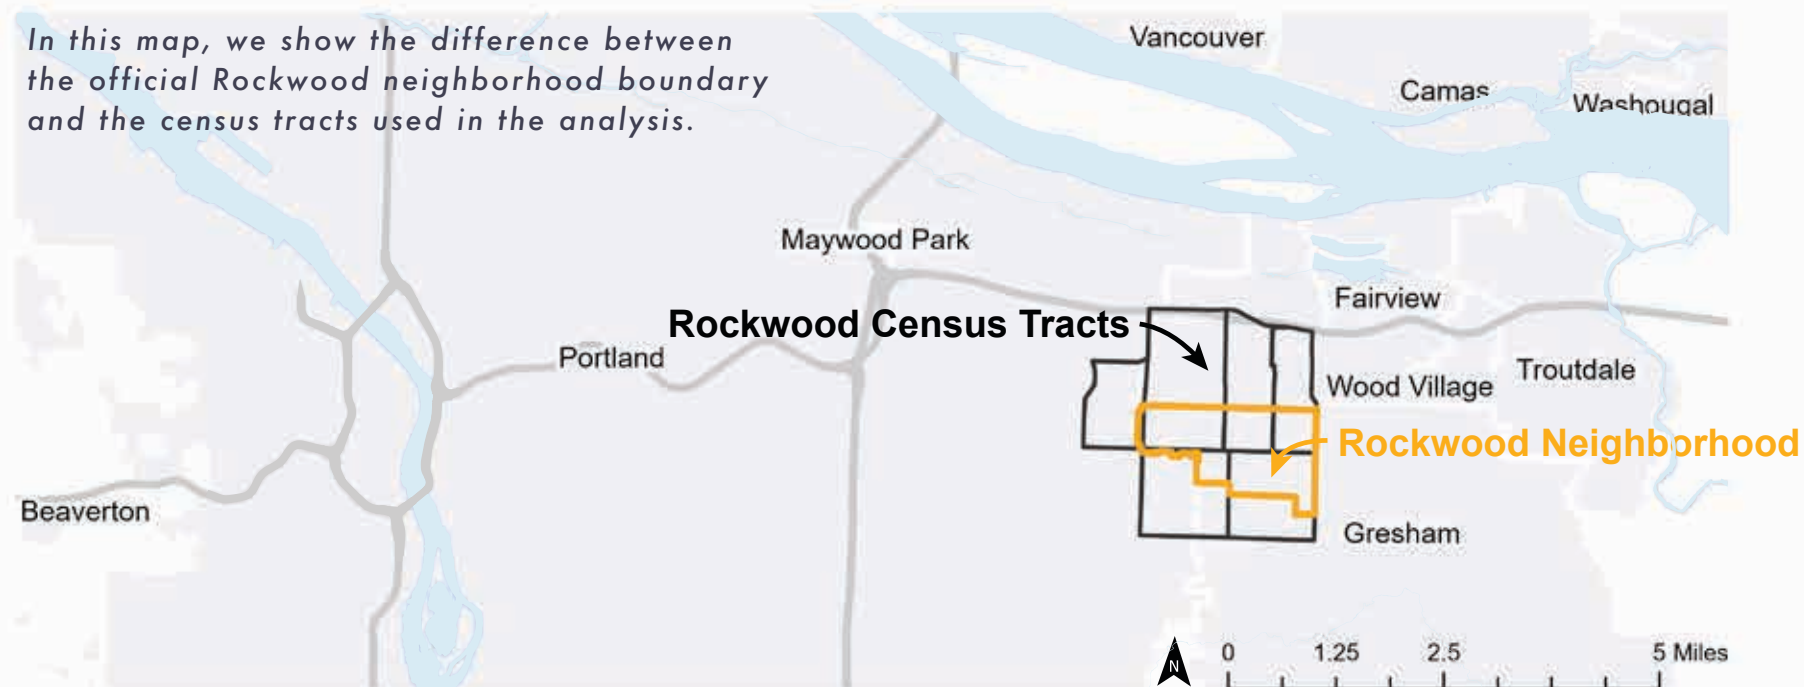 In this map, we show the difference between
the official Rockwood neighborhood boundary
and the census tracts used in the analysis.
Vancouver
Camas
Washougal
Maywood Park
Fairview
Rockwood Census Tracts
Portland
Troutdale
Wood Village
Rockwood Neighborhood
Beaverton
Gresham
N
0 1.25 2.5 5 Miles